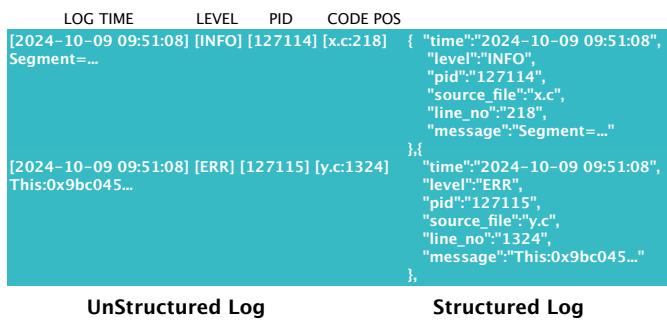 LOG TIME LEVEL PID CODE POS
[2024-10-09 09:51:08] [INFO] [127114] [x.c:218]
Segment=...
[2024-10-09 09:51:08] [ERR] [127115] [y.c:1324]
This:0x9bc045...
{ "time":"2024-10-09 09:51:08",
"level":"INFO",
"pid":"127114",
"source_file":"x.c",
"line_no":"218",
"message":"Segment=..."
},{
"time":"2024-10-09 09:51:08",
"level":"ERR",
"pid":"127115",
"source_file":"y.c",
"line_no":"1324",
"message":"This:0x9bc045..."
},
UnStructured Log
Structured Log